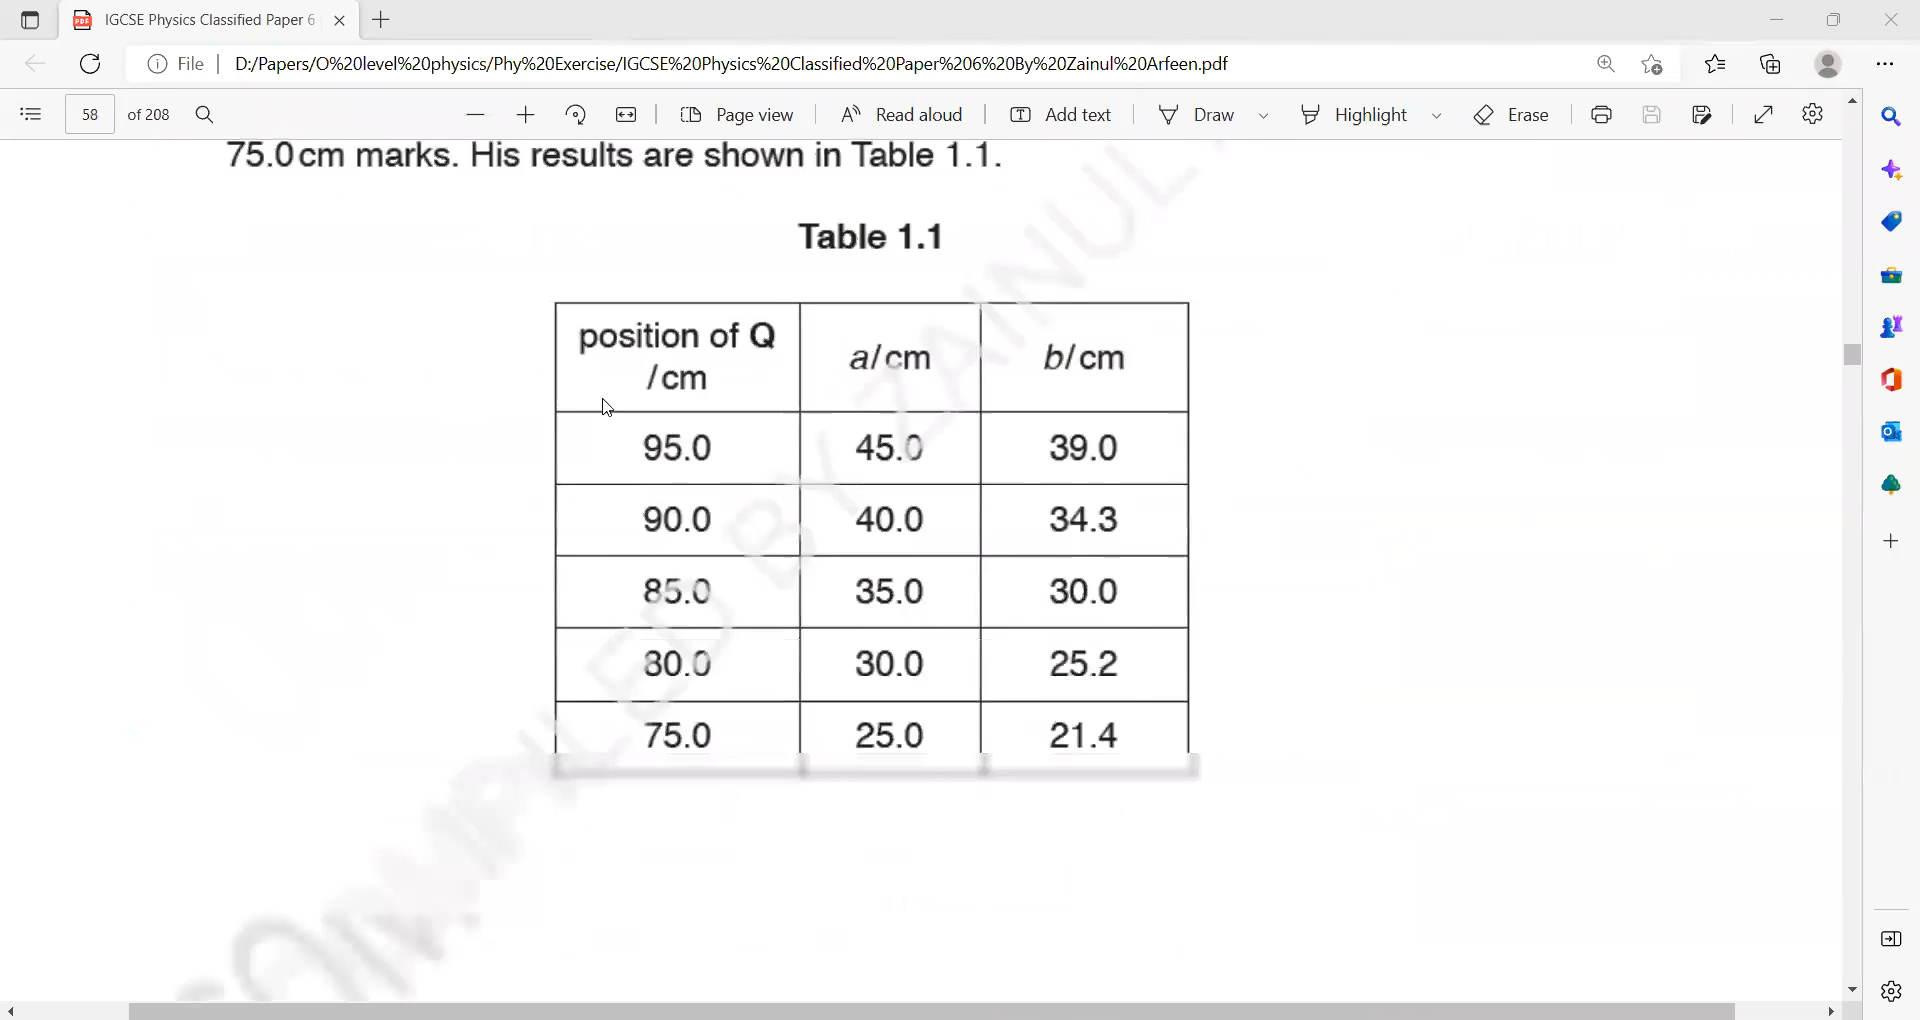 IGCSE Physics Classified Paper 6
File
D:/Papers/O%20level%20physics/Phy%20Exercise/IGCSE%20Physics%20Classified%20Paper%206%20By%20Zainul%20Arfeen.pdf
58 of 208
Page view
Read aloud
Add text
Draw
Highlight
Erase
75.0 cm marks. His results are shown in Table 1.1.
Table 1.1
position of Q /cm a/cm b/cm
95.0 45.0 39.0
90.0 40.0 34.3
85.0 35.0 30.0
80.0 30.0 25.2
75.0 25.0 21.4
COMPILED BY ZAINUL